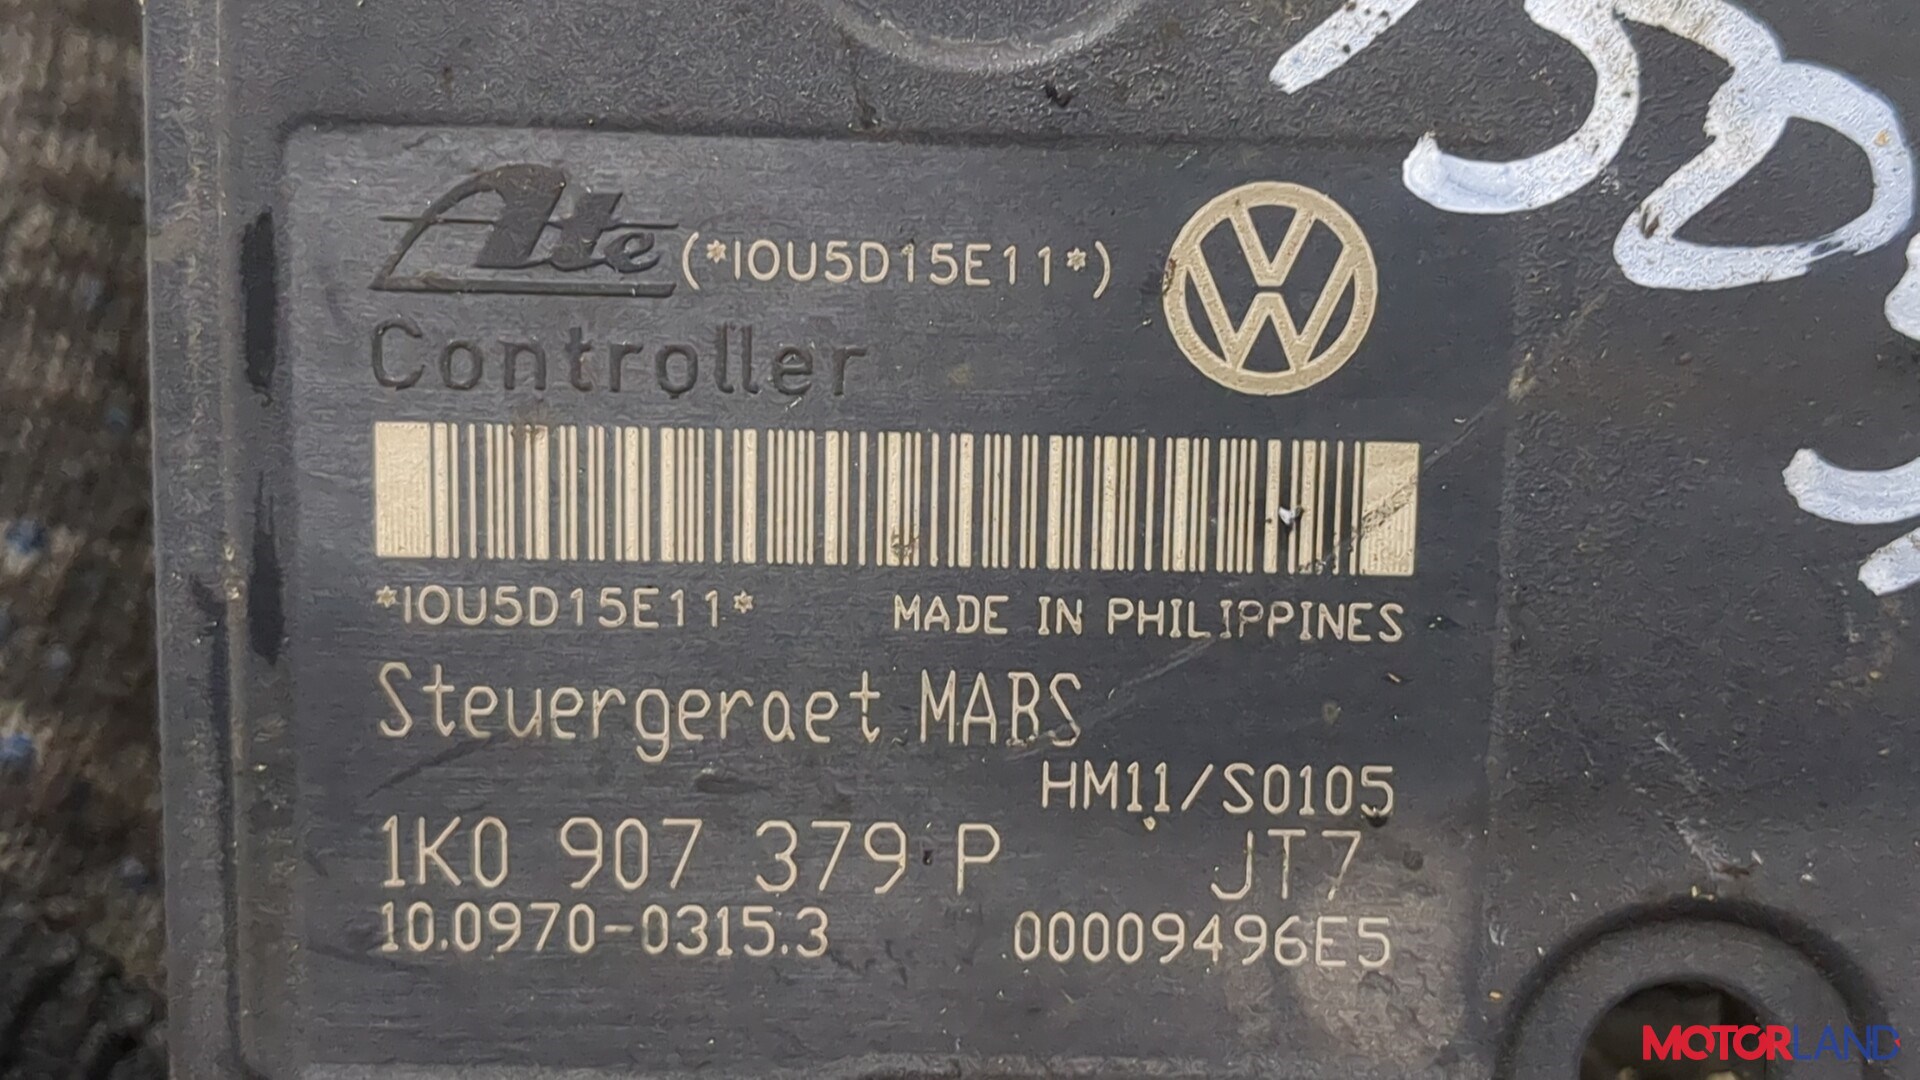 Ate (*IOU5D15E11*)
Controller
*IOU5D15E11* MADE IN PHILIPPINES
Steuergeraet MABS
HM11/S0105
1K0 907 379 P JT7
10.0970-0315.3 00009496E5
MOTORLAND